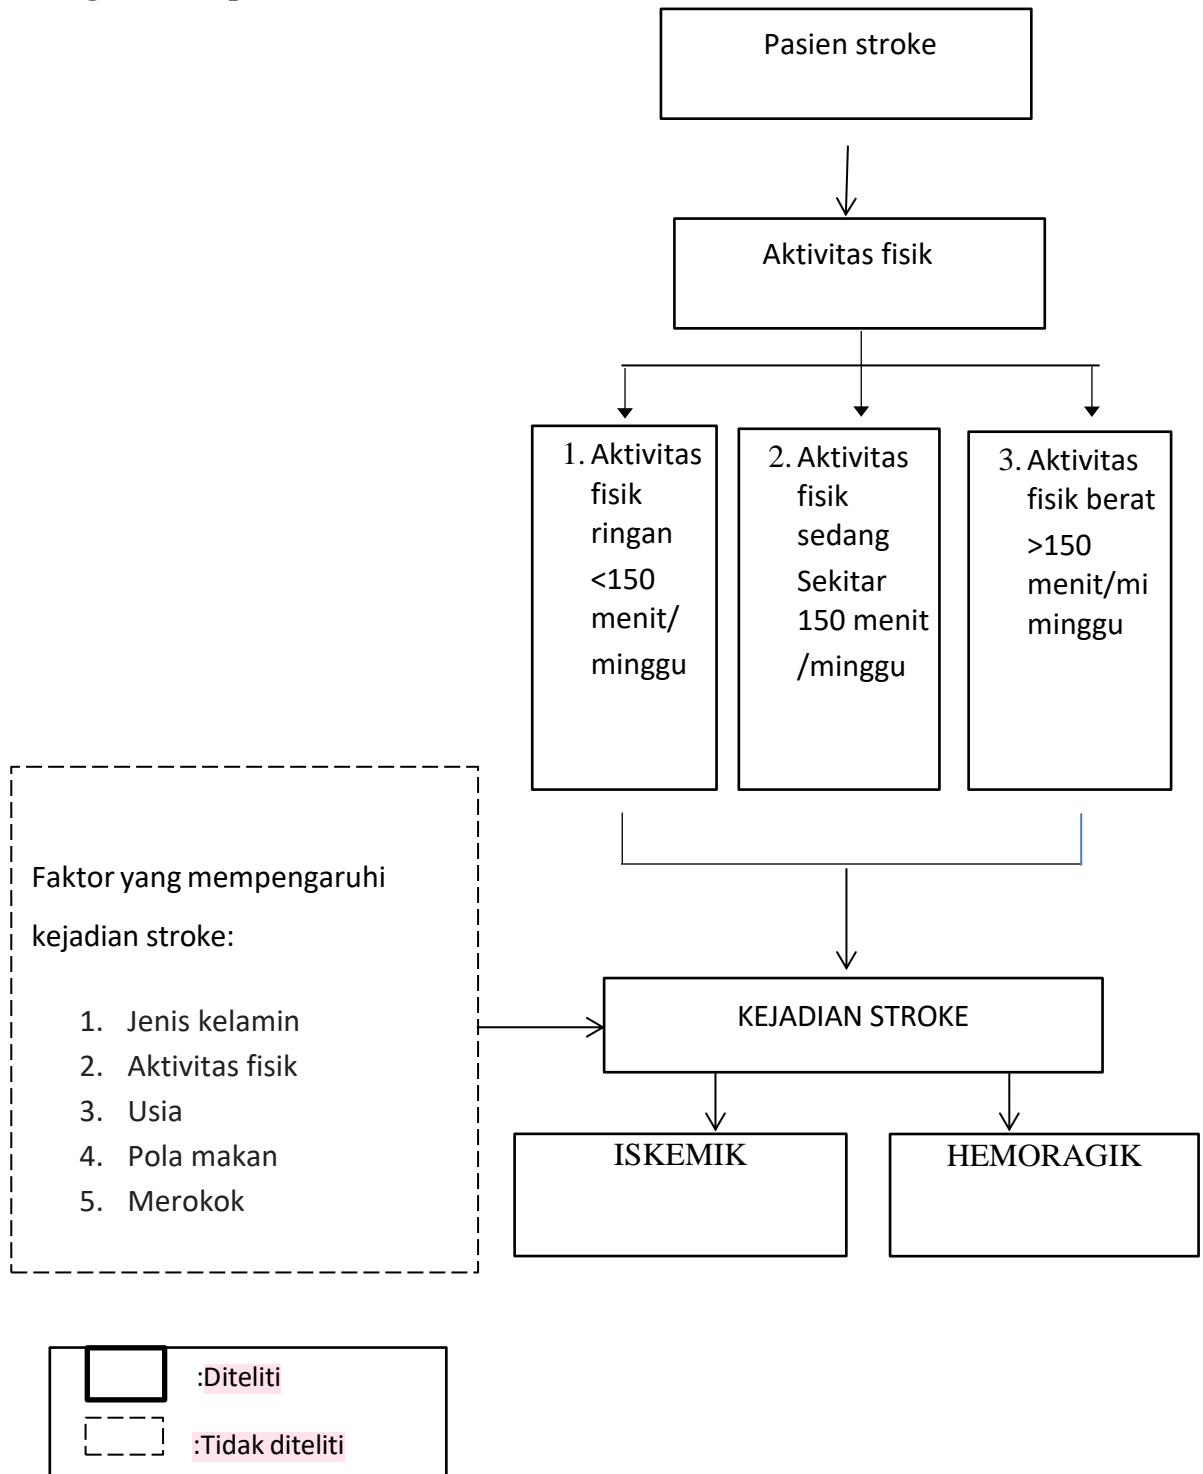 Pasien stroke
Aktivitas fisik
1. Aktivitas
fisik
ringan
<150
menit/
minggu
2. Aktivitas
fisik
sedang
Sekitar
150 menit
/minggu
3. Aktivitas
fisik berat
>150
menit/mi
minggu
Faktor yang mempengaruhi
kejadian stroke:
1. Jenis kelamin
2. Aktivitas fisik
3. Usia
4. Pola makan
5. Merokok
KEJADIAN STROKE
ISKEMIK
HEMORAGIK
:Diteliti
:Tidak diteliti